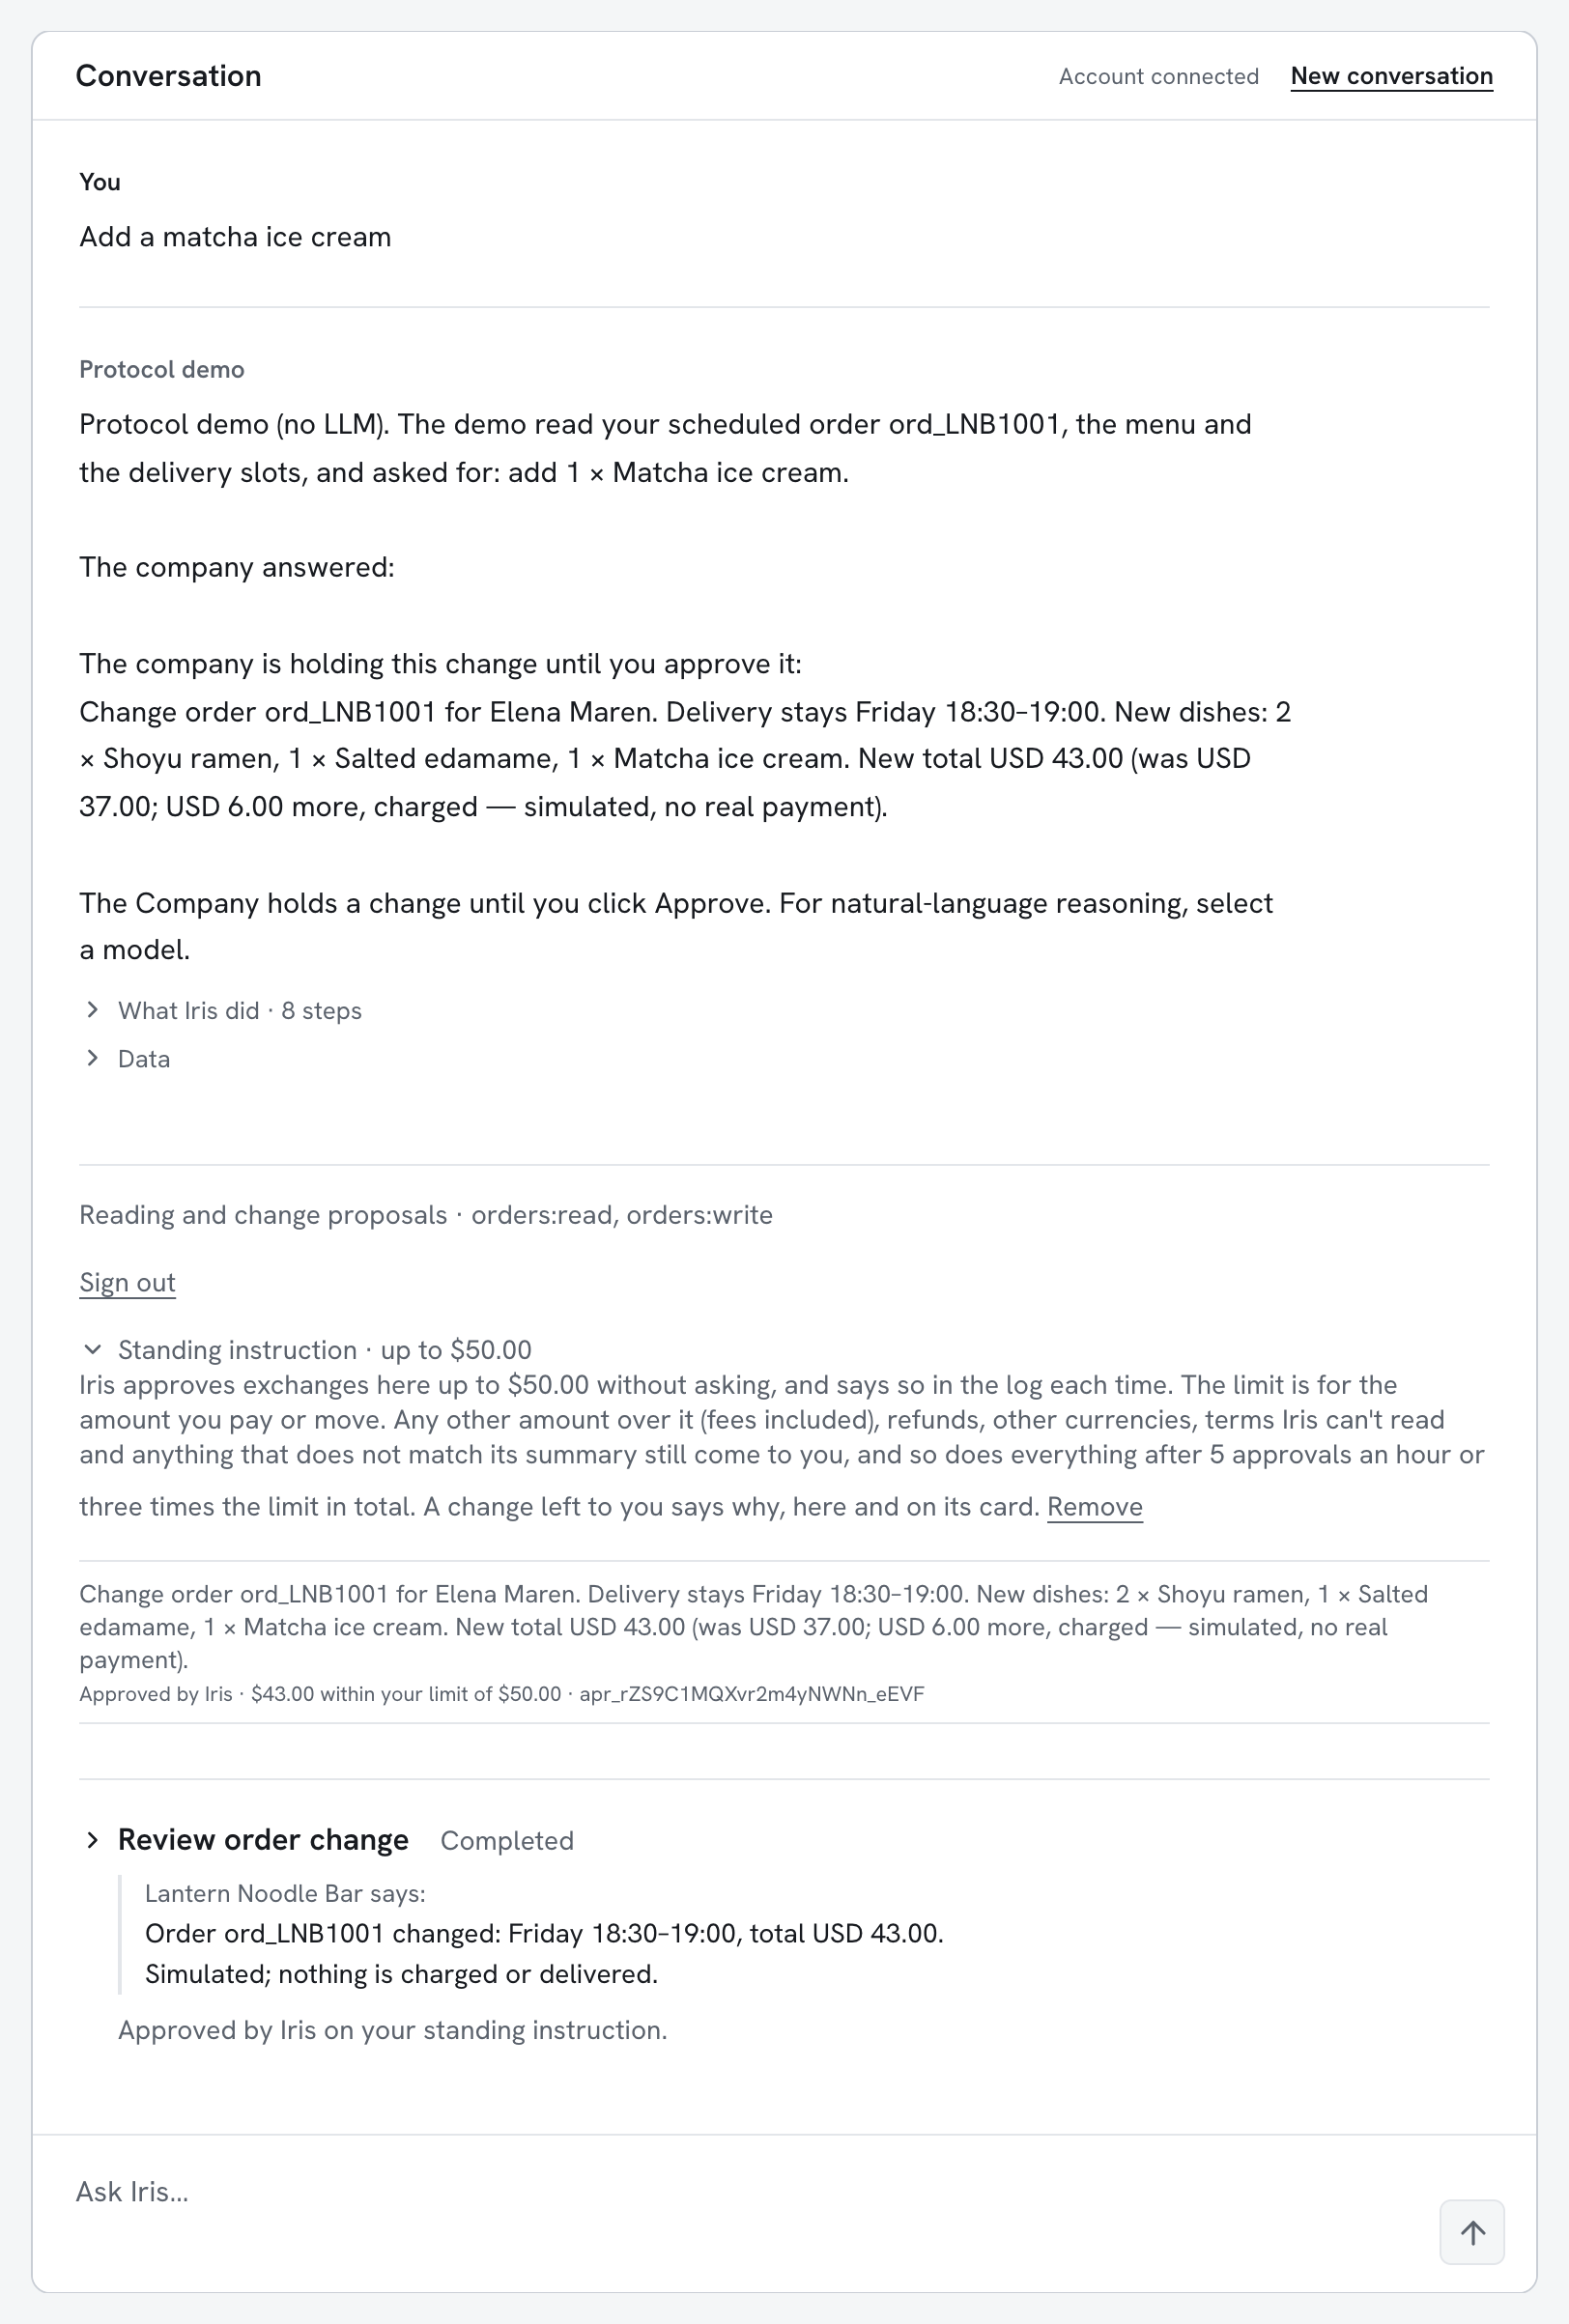 Conversation
Account connected
New conversation
You
Add a matcha ice cream
Protocol demo
Protocol demo (no LLM). The demo read your scheduled order ord_LNB1001, the menu and
the delivery slots, and asked for: add 1 × Matcha ice cream.
The company answered:
The company is holding this change until you approve it:
Change order ord_LNB1001 for Elena Maren. Delivery stays Friday 18:30–19:00. New dishes: 2
× Shoyu ramen, 1 × Salted edamame, 1 × Matcha ice cream. New total USD 43.00 (was USD
37.00; USD 6.00 more, charged — simulated, no real payment).
The Company holds a change until you click Approve. For natural-language reasoning, select
a model.
What Iris did · 8 steps
Data
Reading and change proposals · orders:read, orders:write
Sign out
Standing instruction · up to $50.00
Iris approves exchanges here up to $50.00 without asking, and says so in the log each time. The limit is for the
amount you pay or move. Any other amount over it (fees included), refunds, other currencies, terms Iris can't read
and anything that does not match its summary still come to you, and so does everything after 5 approvals an hour or
three times the limit in total. A change left to you says why, here and on its card. Remove
Change order ord_LNB1001 for Elena Maren. Delivery stays Friday 18:30–19:00. New dishes: 2 × Shoyu ramen, 1 × Salted
edamame, 1 × Matcha ice cream. New total USD 43.00 (was USD 37.00; USD 6.00 more, charged — simulated, no real
payment).
Approved by Iris · $43.00 within your limit of $50.00 · apr_rZS9C1MQXvr2m4yNWNn_eEVF
Review order change
Completed
Lantern Noodle Bar says:
Order ord_LNB1001 changed: Friday 18:30–19:00, total USD 43.00.
Simulated; nothing is charged or delivered.
Approved by Iris on your standing instruction.
Ask Iris...